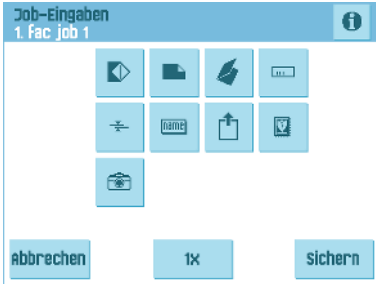 Job-Eingaben
1. Fac job 1
i
name
Abbrechen
1X
Sichern